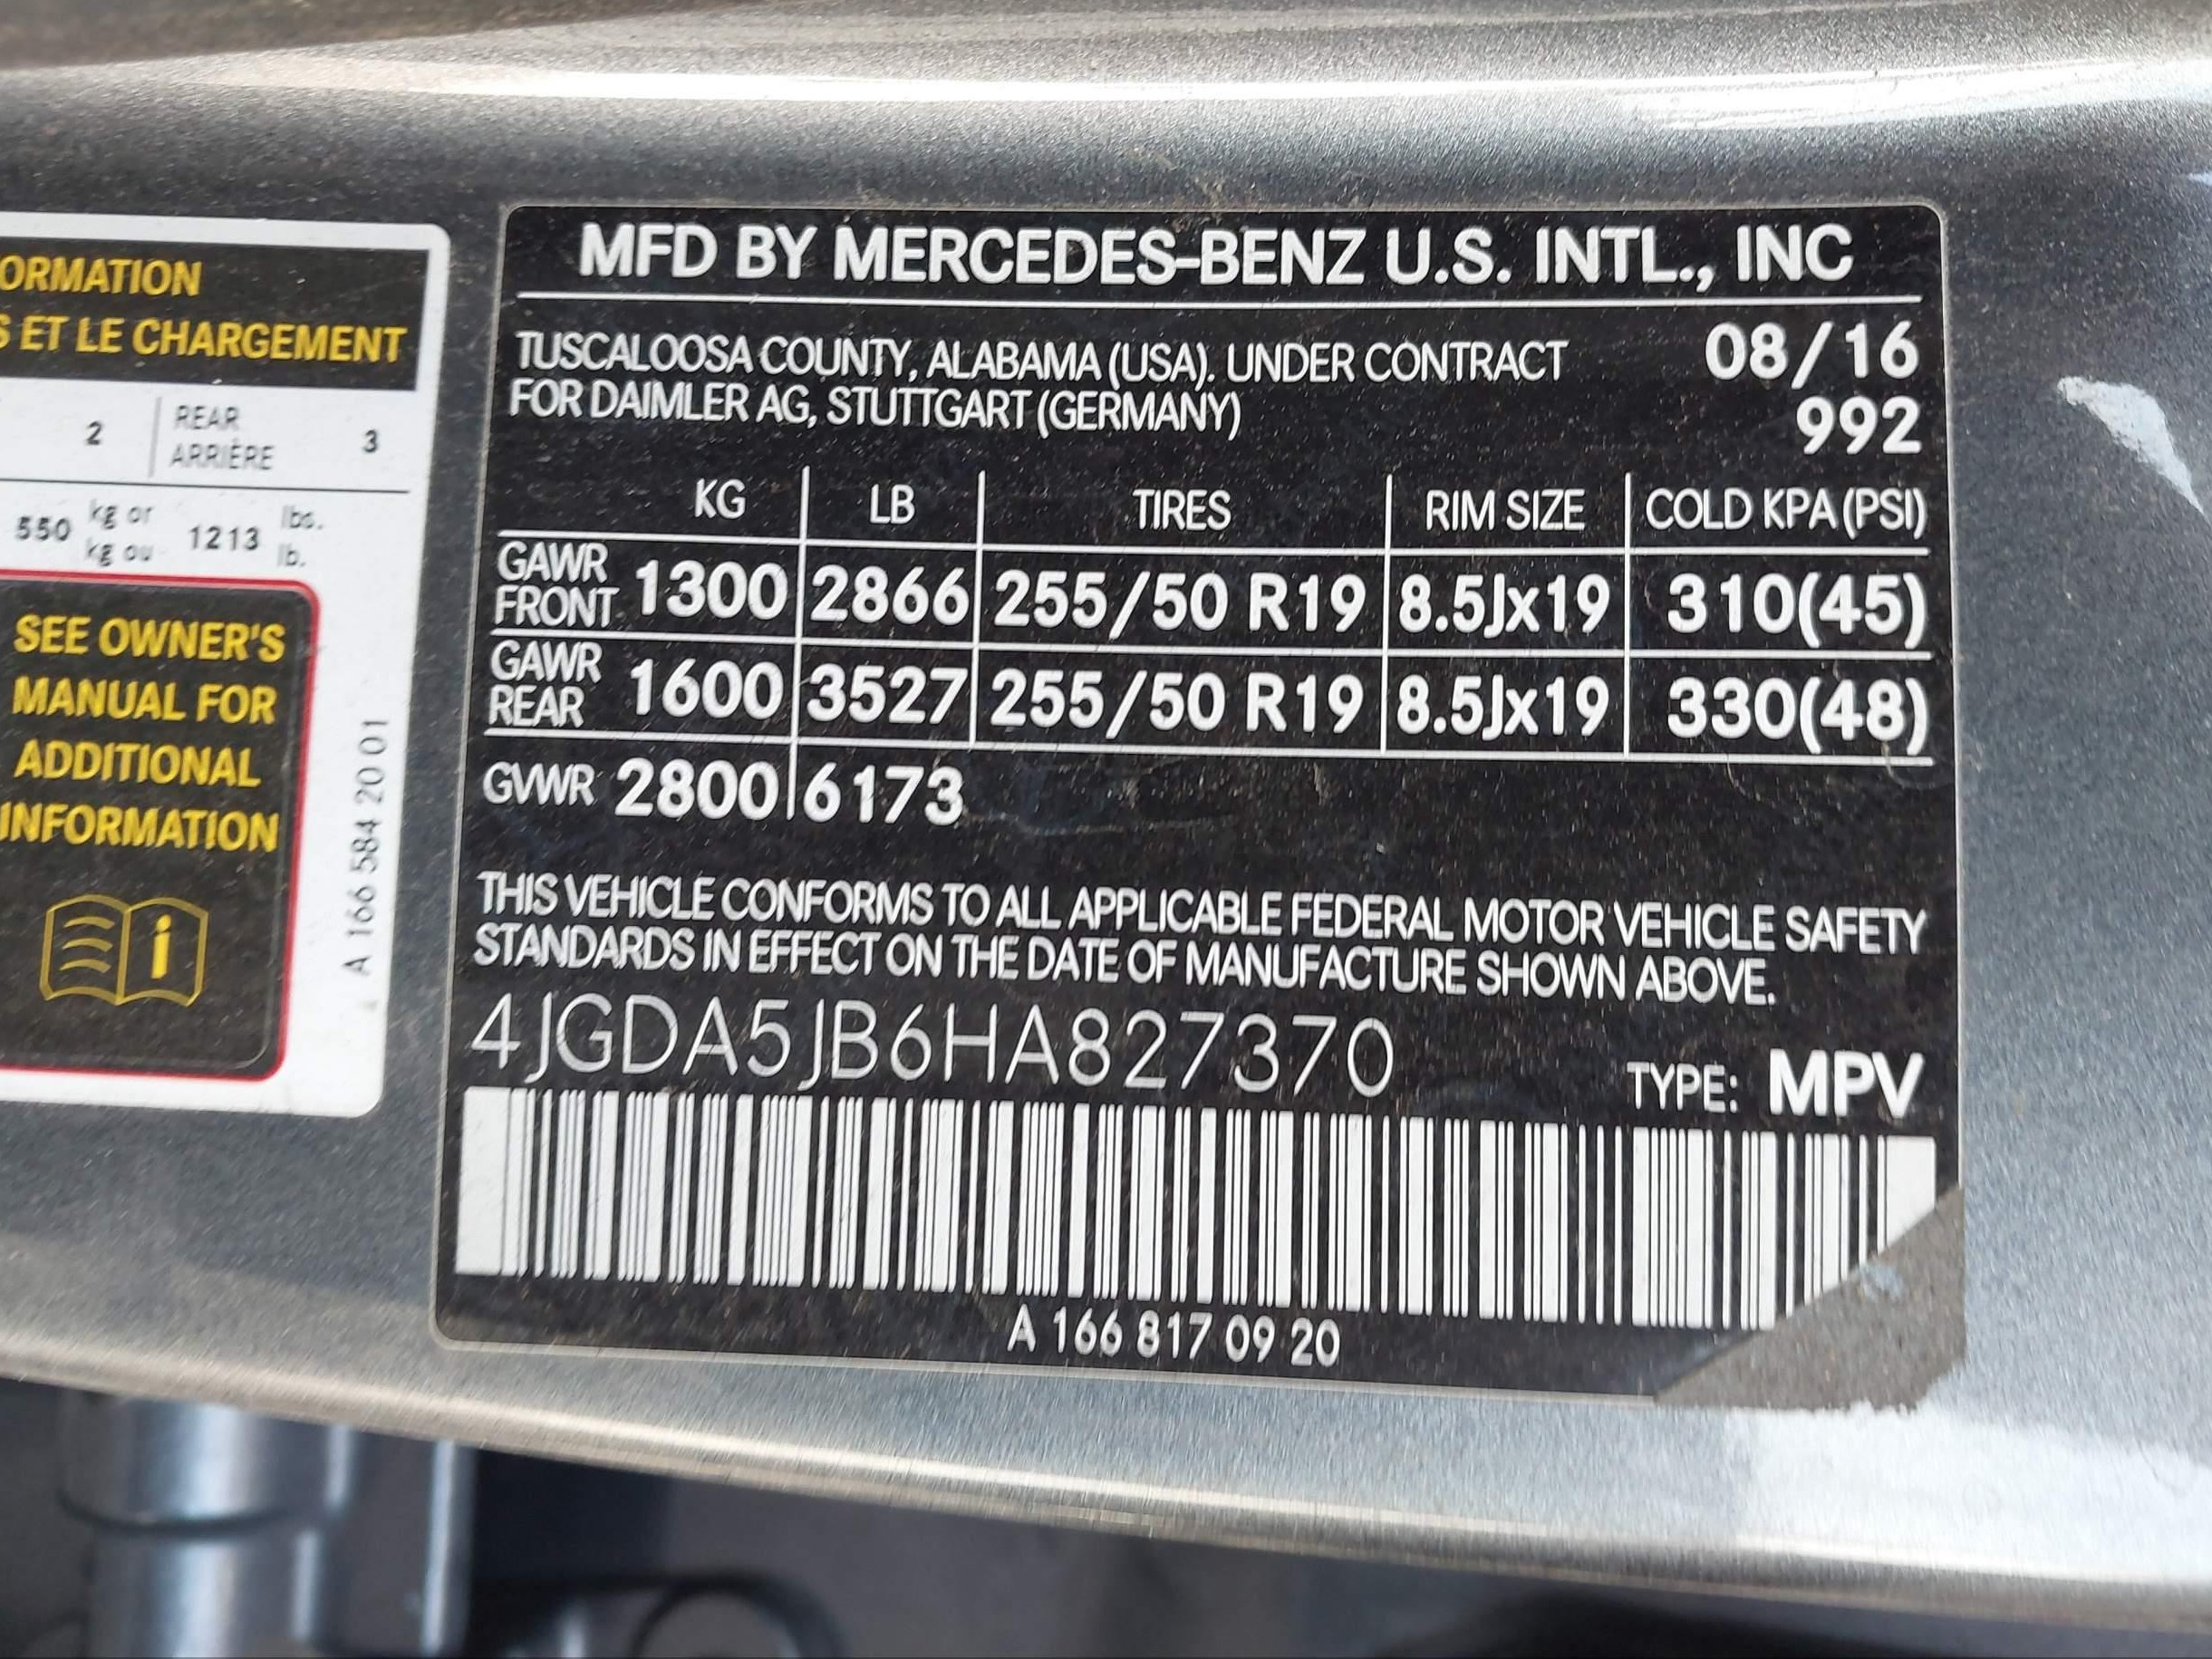 ORMATION
S ET LE CHARGEMENT
2 REAR 3
ARRIÈRE
550 kg or 1213 lbs.
kg ou lb.
SEE OWNER'S
MANUAL FOR
ADDITIONAL
INFORMATION
i
A 166 584 20 01
MFD BY MERCEDES-BENZ U.S. INTL., INC
TUSCALOOSA COUNTY, ALABAMA (USA). UNDER CONTRACT 08/16
FOR DAIMLER AG, STUTTGART (GERMANY) 992
KG LB TIRES RIM SIZE COLD KPA (PSI)
GAWR FRONT 1300 2866 255/50 R19 8.5Jx19 310(45)
GAWR REAR 1600 3527 255/50 R19 8.5Jx19 330(48)
GVWR 2800 6173
THIS VEHICLE CONFORMS TO ALL APPLICABLE FEDERAL MOTOR VEHICLE SAFETY
STANDARDS IN EFFECT ON THE DATE OF MANUFACTURE SHOWN ABOVE.
4JGDA5JB6HA827370 TYPE: MPV
A 166 817 09 20